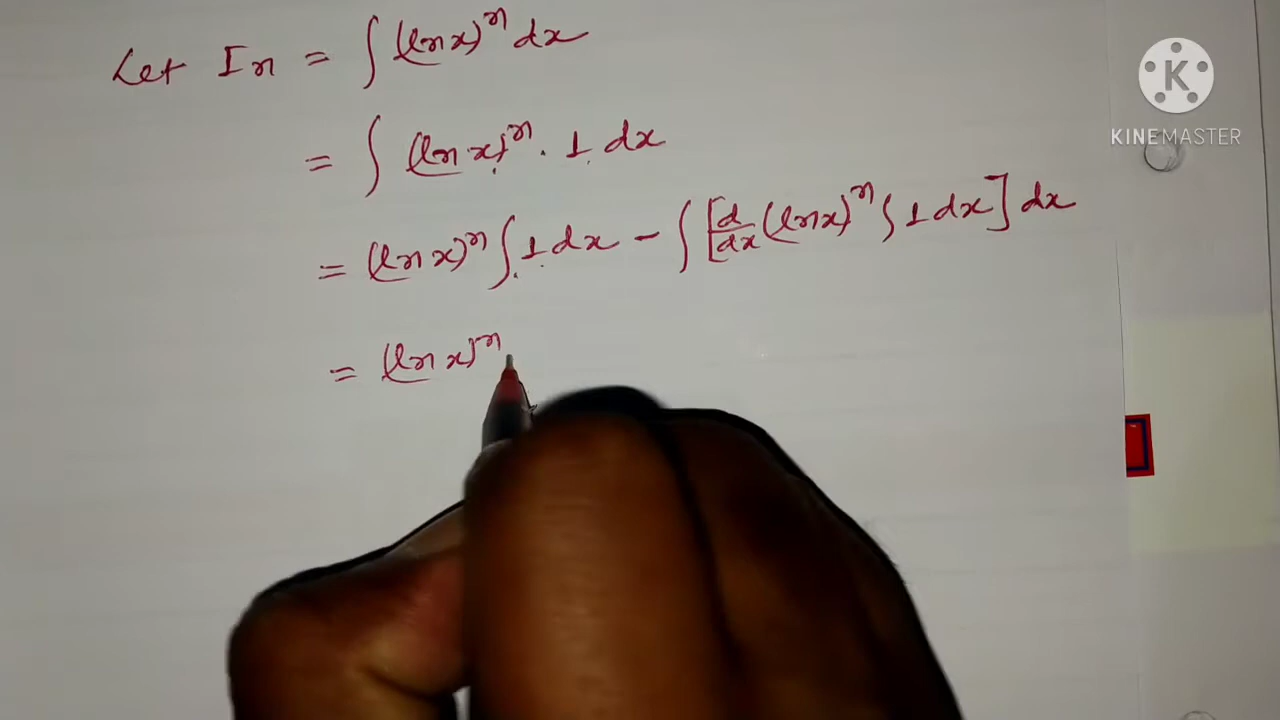 Let Iₙ = ∫ (ln x)ⁿ dx
K
KINEMASTER
= ∫ (ln x)ⁿ . 1 dx
= (ln x)ⁿ ∫ 1 dx - ∫ [d/dx (ln x)ⁿ ∫ 1 dx] dx
= (ln x)ⁿ